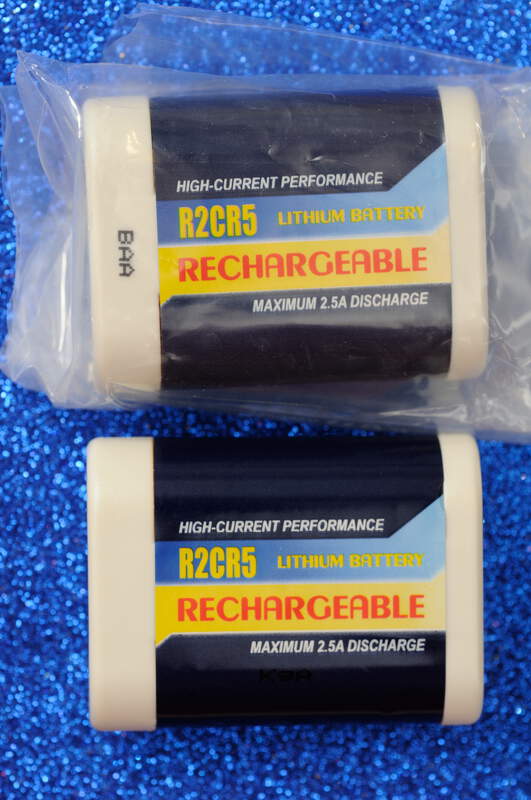 HIGH-CURRENT PERFORMANCE
R2CR5 LITHIUM BATTERY
RECHARGEABLE
MAXIMUM 2.5A DISCHARGE
BAA
HIGH-CURRENT PERFORMANCE
R2CR5 LITHIUM BATTERY
RECHARGEABLE
MAXIMUM 2.5A DISCHARGE
K9A